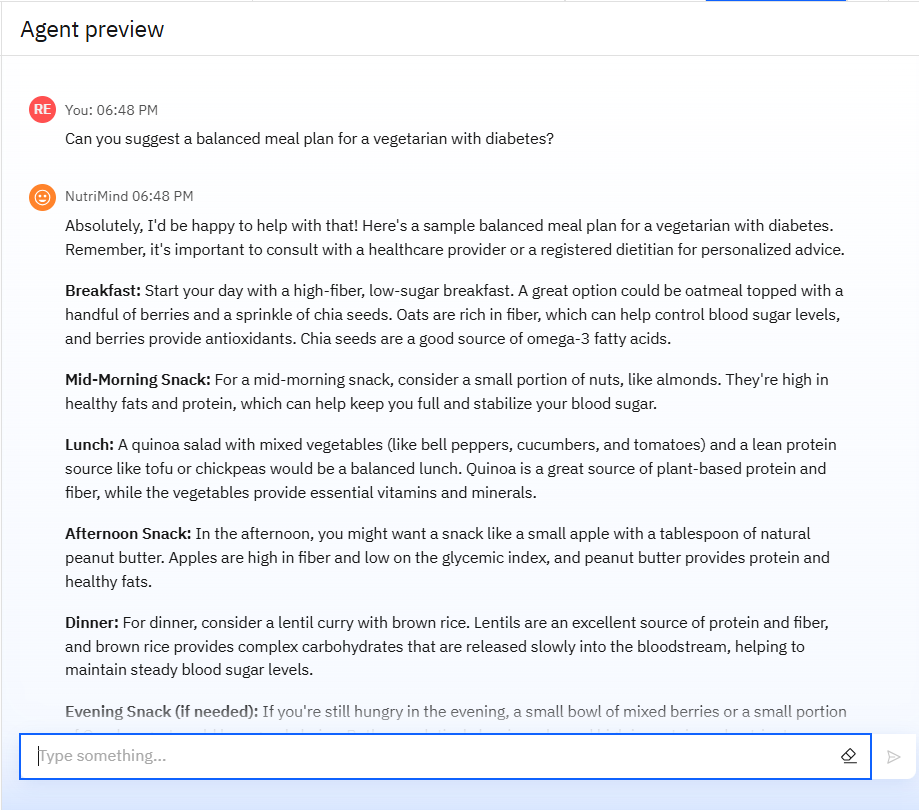 Agent preview
RE
You: 06:48 PM
Can you suggest a balanced meal plan for a vegetarian with diabetes?
NutriMind 06:48 PM
Absolutely, I'd be happy to help with that! Here's a sample balanced meal plan for a vegetarian with diabetes.
Remember, it's important to consult with a healthcare provider or a registered dietitian for personalized advice.
Breakfast: Start your day with a high-fiber, low-sugar breakfast. A great option could be oatmeal topped with a
handful of berries and a sprinkle of chia seeds. Oats are rich in fiber, which can help control blood sugar levels,
and berries provide antioxidants. Chia seeds are a good source of omega-3 fatty acids.
Mid-Morning Snack: For a mid-morning snack, consider a small portion of nuts, like almonds. They're high in
healthy fats and protein, which can help keep you full and stabilize your blood sugar.
Lunch: A quinoa salad with mixed vegetables (like bell peppers, cucumbers, and tomatoes) and a lean protein
source like tofu or chickpeas would be a balanced lunch. Quinoa is a great source of plant-based protein and
fiber, while the vegetables provide essential vitamins and minerals.
Afternoon Snack: In the afternoon, you might want a snack like a small apple with a tablespoon of natural
peanut butter. Apples are high in fiber and low on the glycemic index, and peanut butter provides protein and
healthy fats.
Dinner: For dinner, consider a lentil curry with brown rice. Lentils are an excellent source of protein and fiber,
and brown rice provides complex carbohydrates that are released slowly into the bloodstream, helping to
maintain steady blood sugar levels.
Evening Snack (if needed): If you're still hungry in the evening, a small bowl of mixed berries or a small portion
Type something...